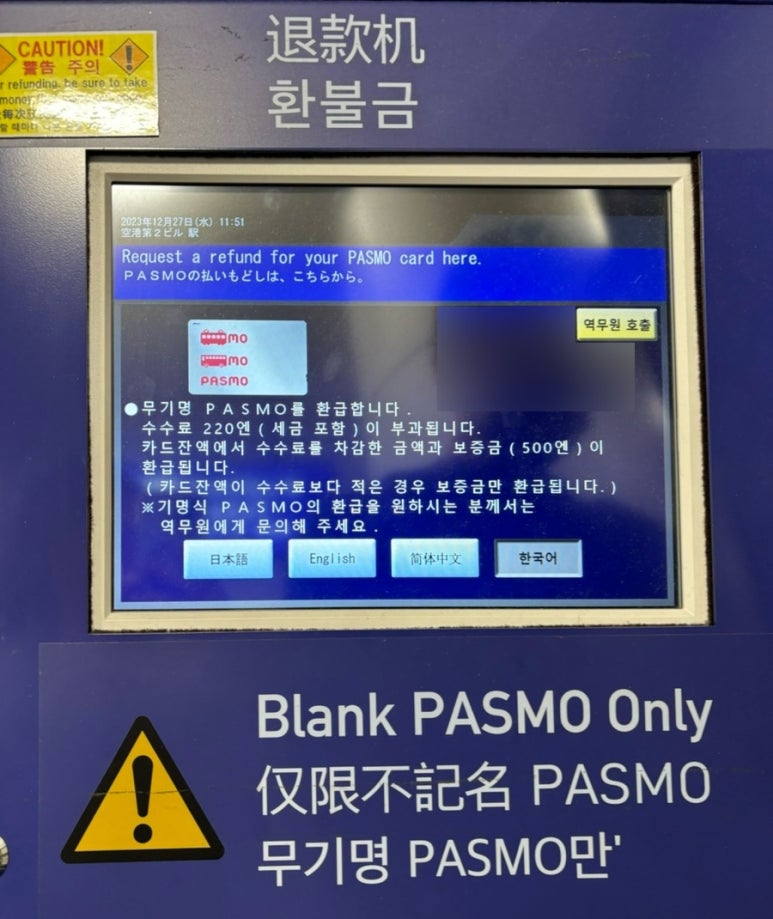 退款机
환불금
CAUTION!
警告 주의
refunding, be sure to take
money
2023年12月27日(水) 11:51
空港第2ビル 駅
Request a refund for your PASMO card here.
PASMOの払いもどしは、こちらから。
역무원 호출
MO
MO
PASMO
●무기명 PASMO를 환급합니다.
수수료 220엔(세금 포함)이 부과됩니다.
카드잔액에서 수수료를 차감한 금액과 보증금(500엔)이
환급됩니다.
(카드잔액이 수수료보다 적은 경우 보증금만 환급됩니다.)
※기명식 PASMO의 환급을 원하시는 분께서는
역무원에게 문의해 주세요.
日本語
English
简体中文
한국어
Blank PASMO Only
仅限不記名 PASMO
무기명 PASMO만'